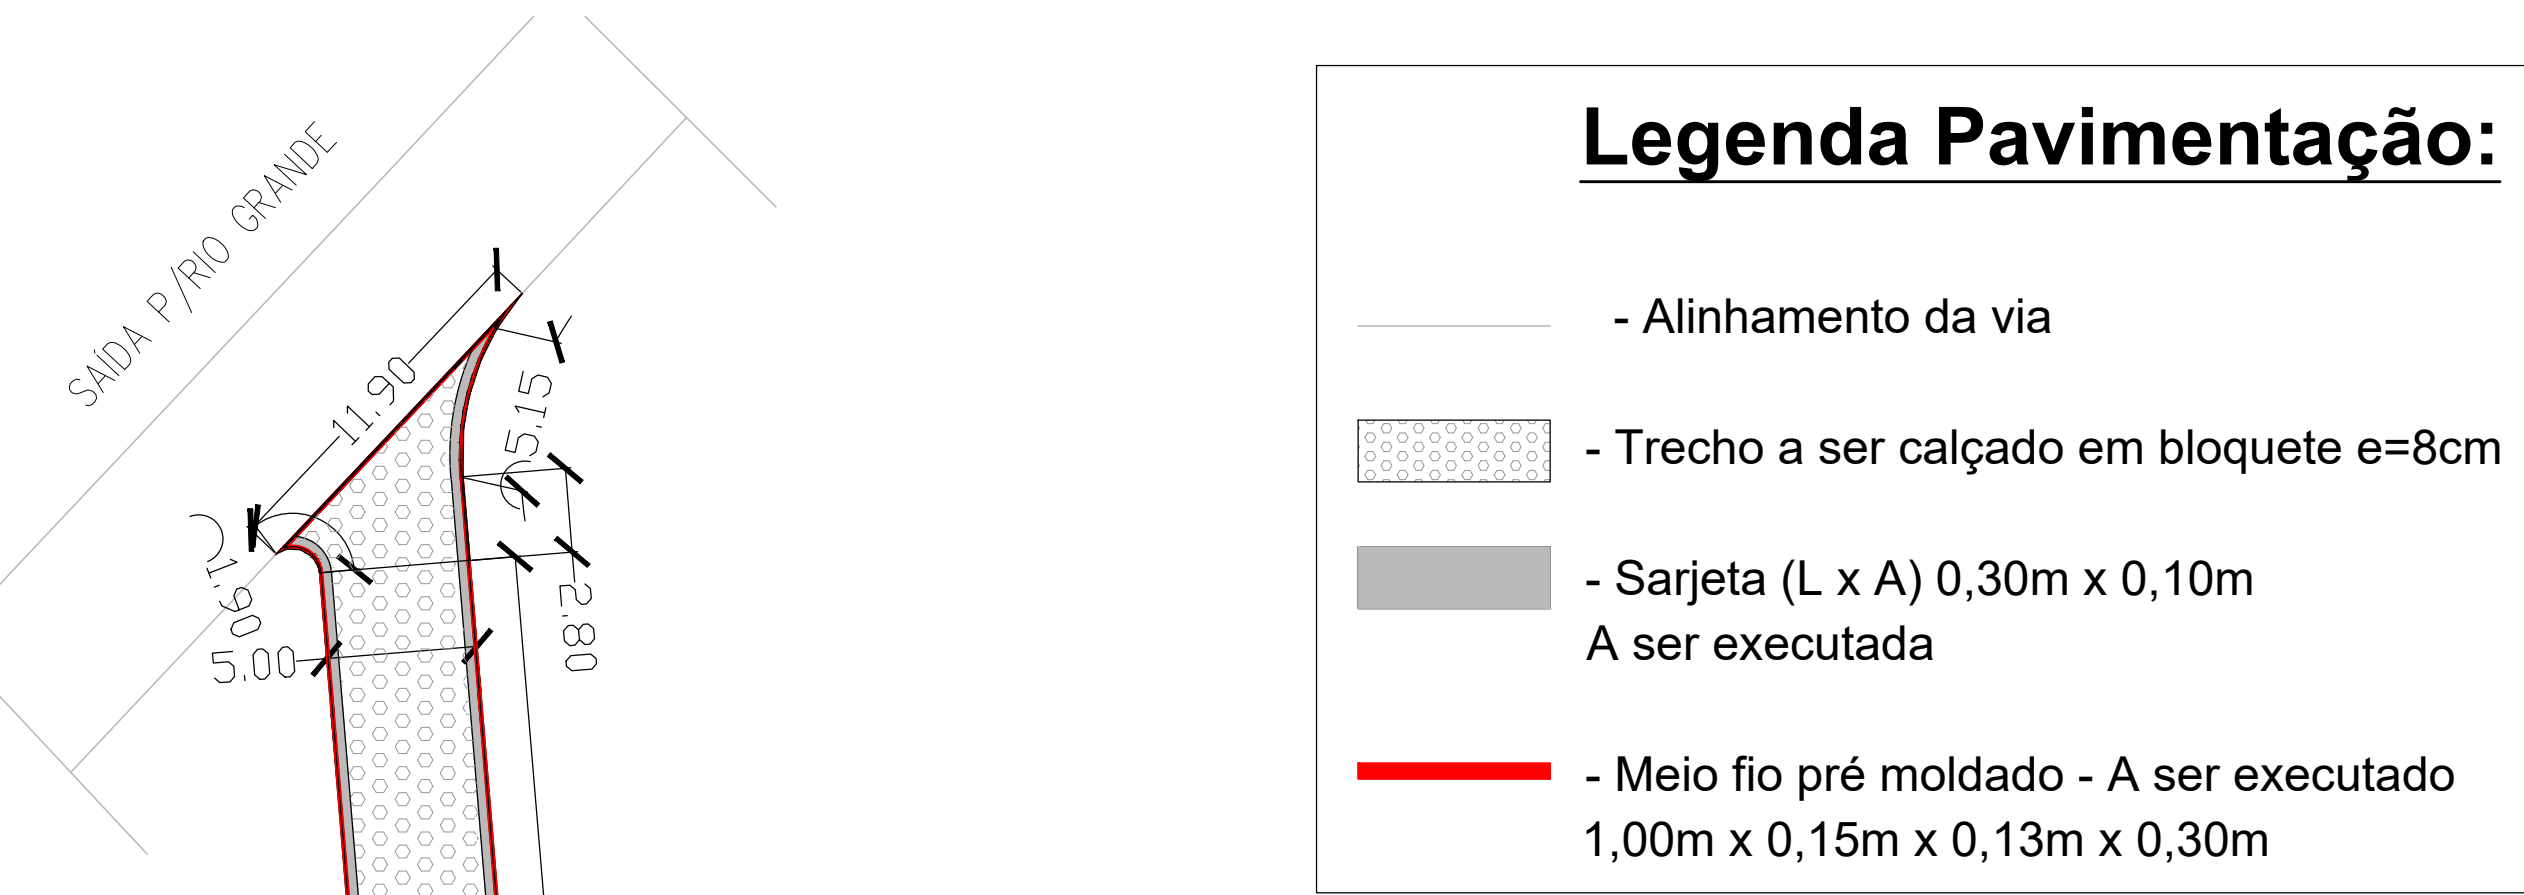 SAÍDA P/RIO GRANDE
11.90
5.15
1.90
5.00
2.80
Legenda Pavimentação:
- Alinhamento da via
- Trecho a ser calçado em bloquete e=8cm
- Sarjeta (L x A) 0,30m x 0,10m
A ser executada
- Meio fio pré moldado - A ser executado
1,00m x 0,15m x 0,13m x 0,30m